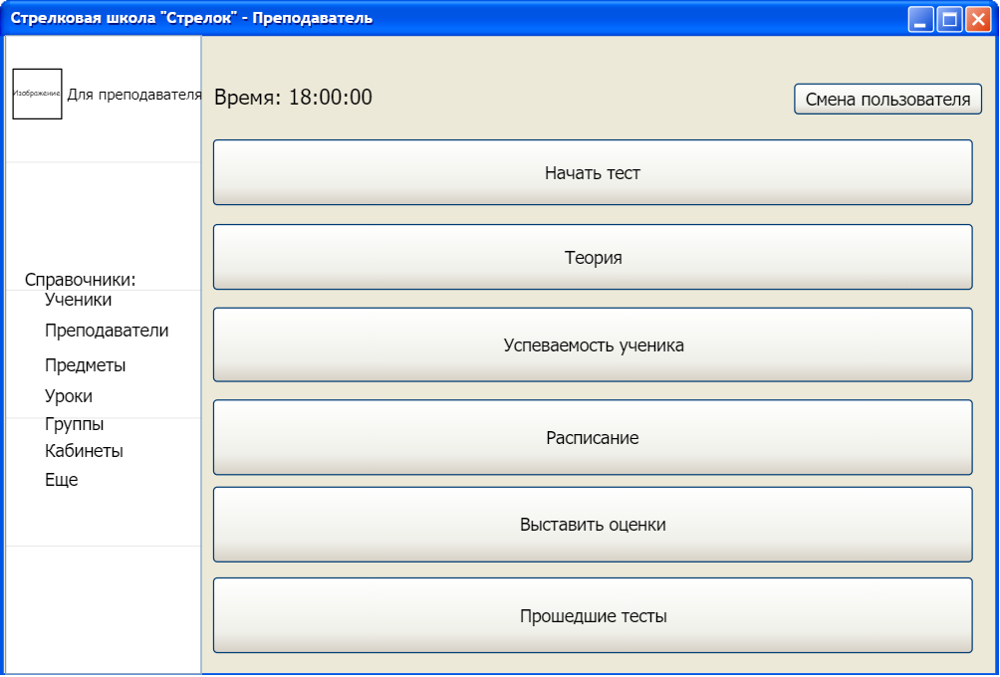 Стрелковая школа "Стрелок" - Преподаватель
Изображение
Для преподавателя
Время: 18:00:00
Смена пользователя
Справочники:
Ученики
Преподаватели
Предметы
Уроки
Группы
Кабинеты
Еще
Начать тест
Теория
Успеваемость ученика
Расписание
Выставить оценки
Прошедшие тесты